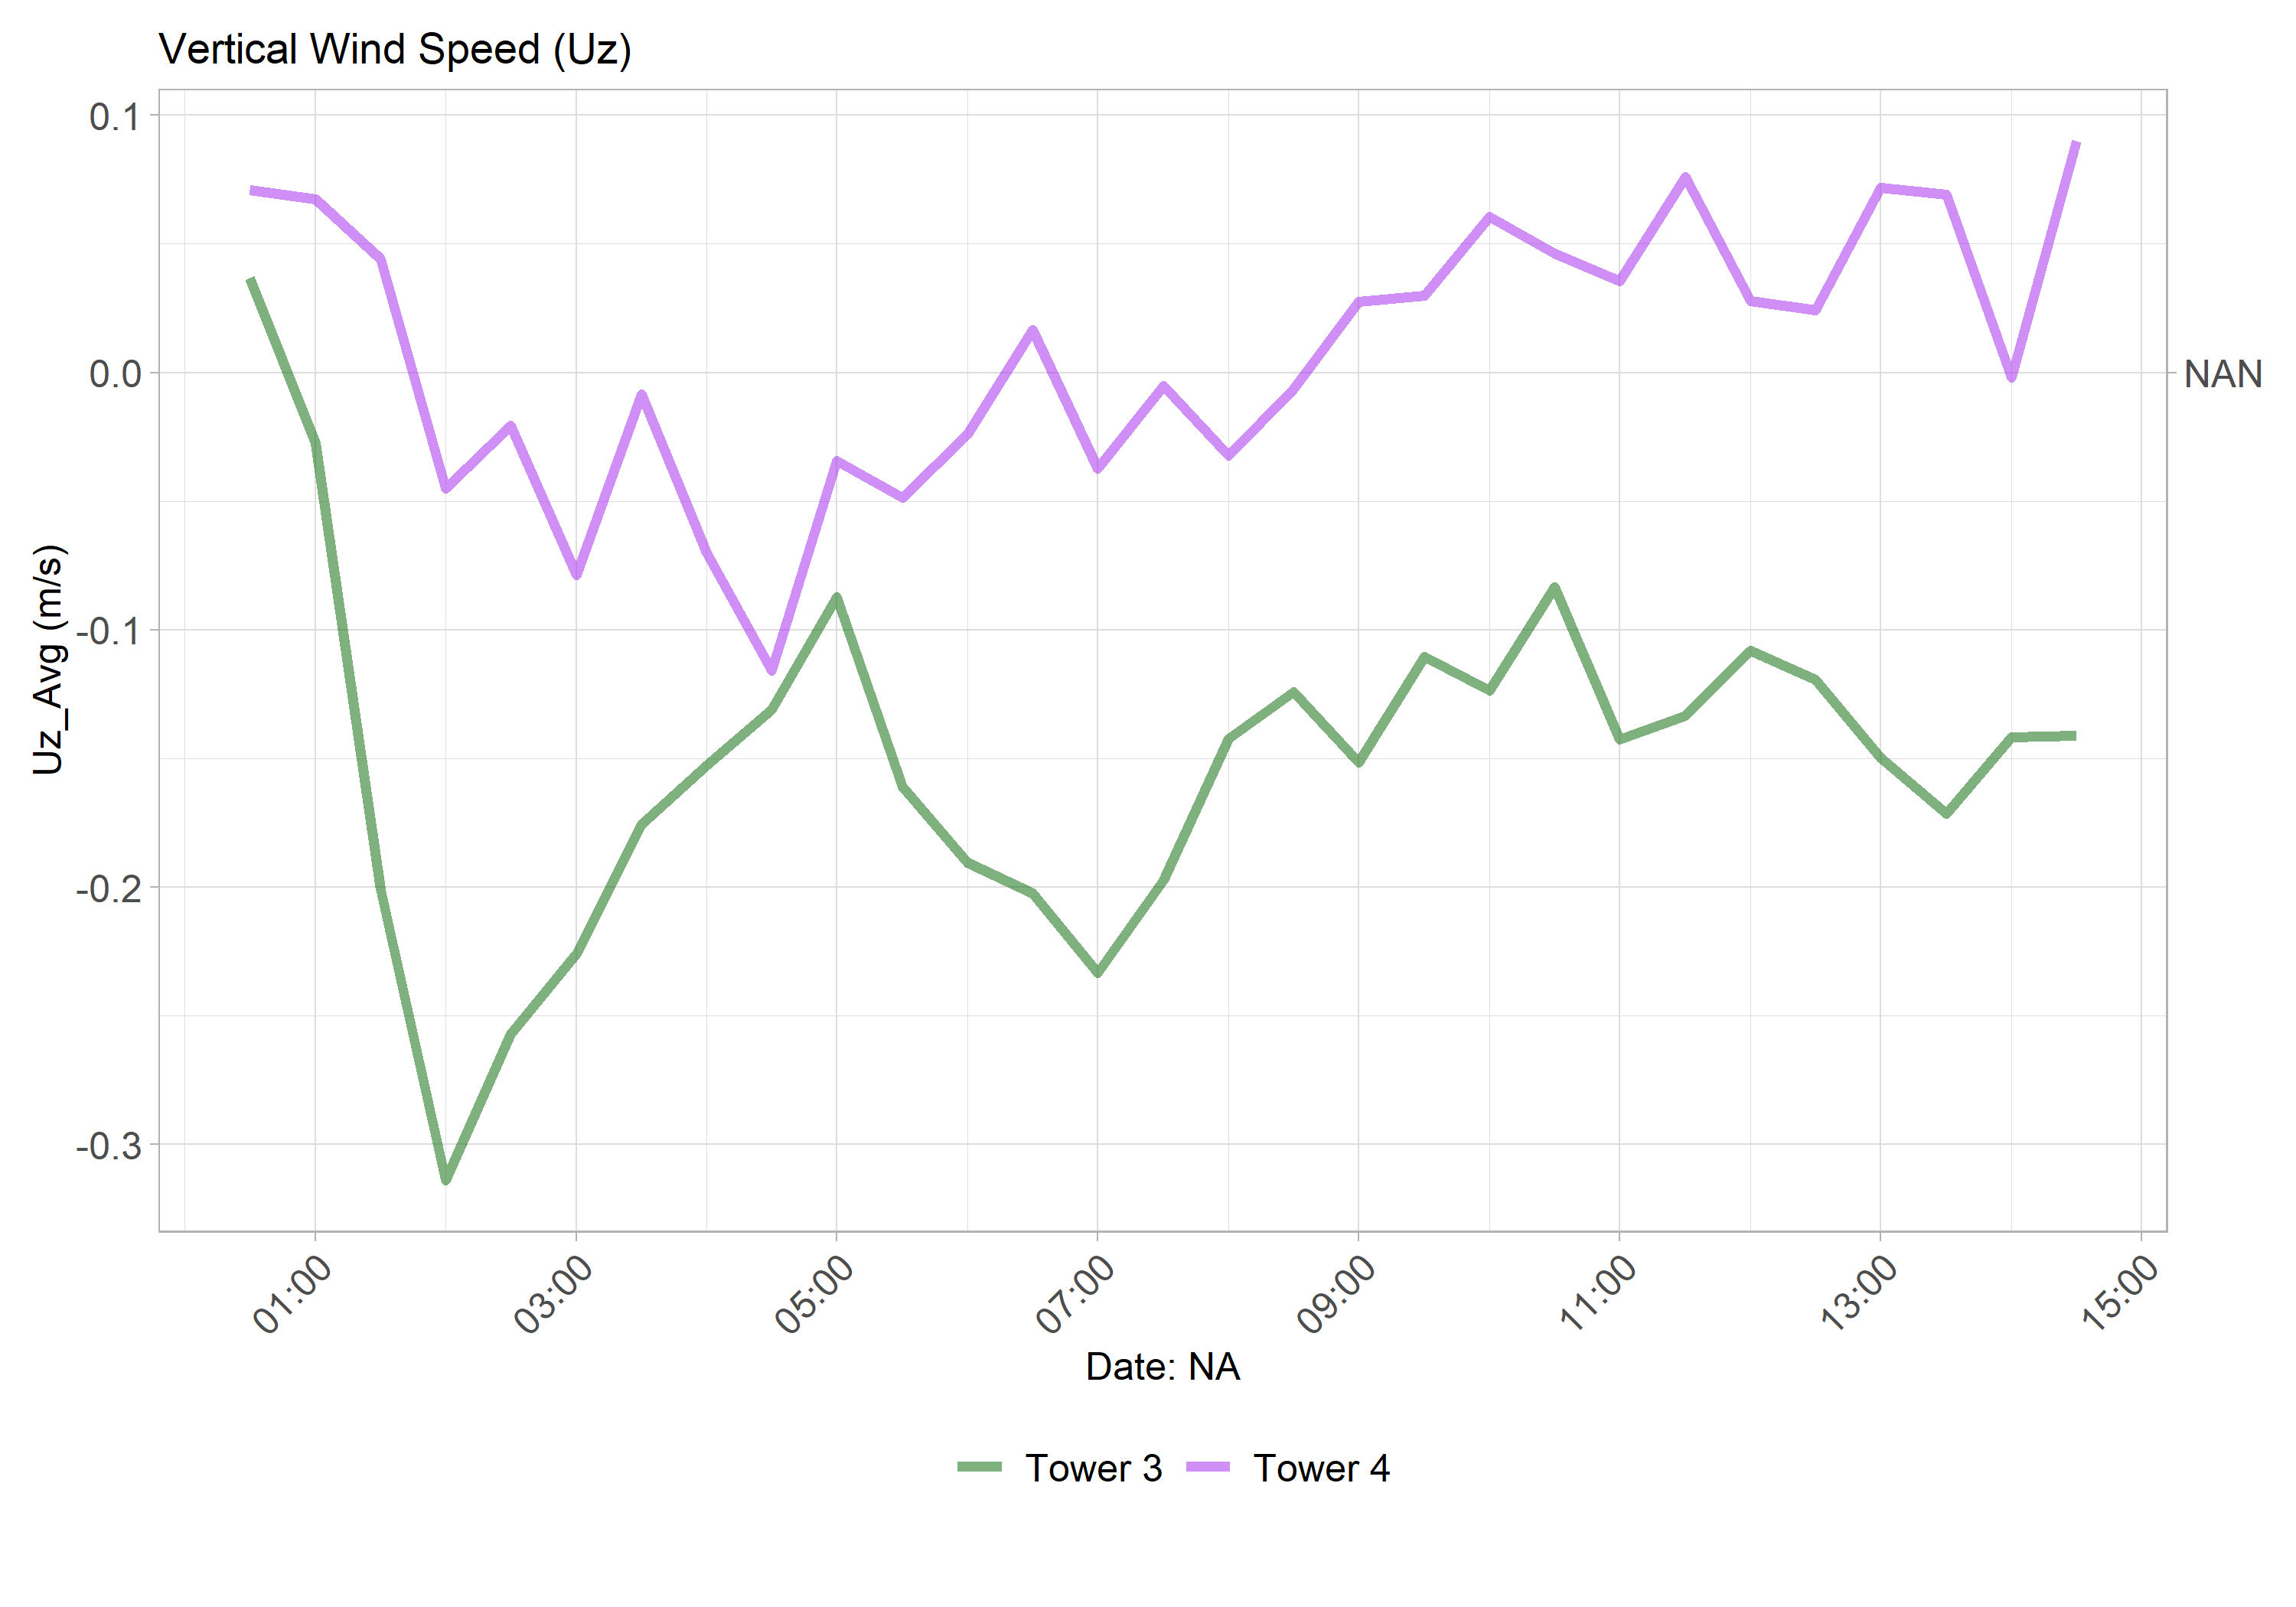 Vertical Wind Speed (Uz)
0.1
0.0
-0.1
-0.2
-0.3
NAN
Uz_Avg (m/s)
01:00
03:00
05:00
07:00
09:00
11:00
13:00
15:00
Date: NA
Tower 3 Tower 4